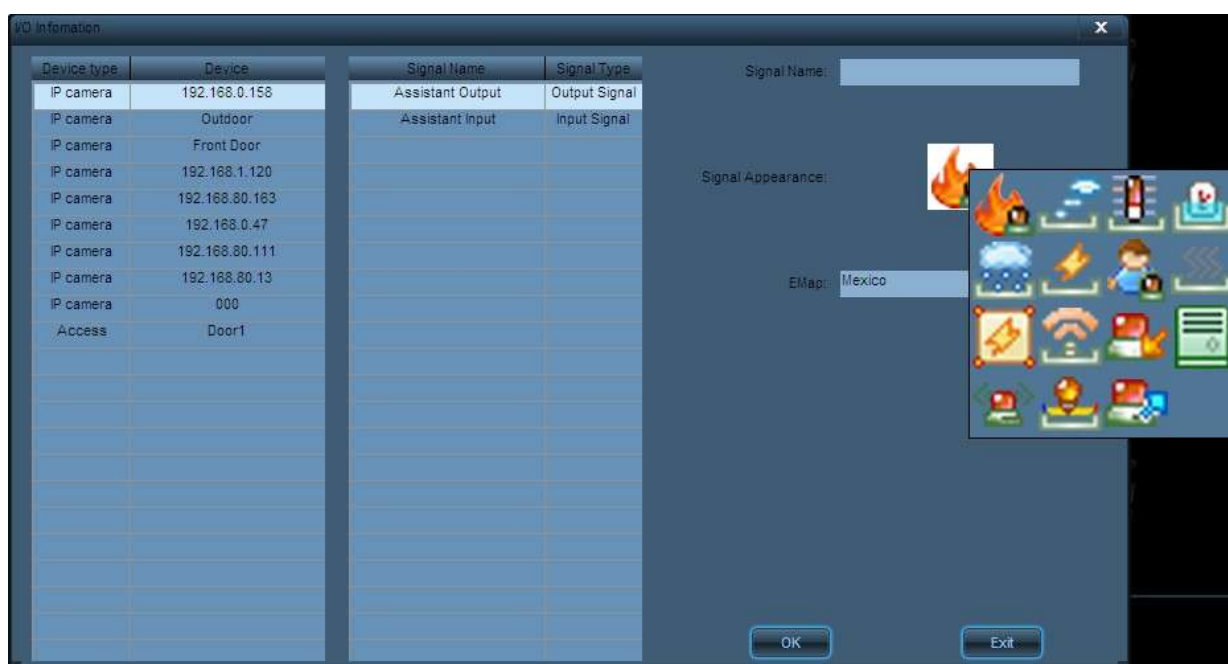 I/O Infomation
X
Device type Device Signal Name Signal Type Signal Name:
IP camera 192.168.0.158 Assistant Output Output Signal
IP camera Outdoor Assistant Input Input Signal
IP camera Front Door
IP camera 192.168.1.120 Signal Appearance:
IP camera 192.168.80.163
IP camera 192.168.0.47
IP camera 192.168.80.111
IP camera 192.168.80.13 EMap: Mexico
IP camera 000
Access Door1
OK Exit